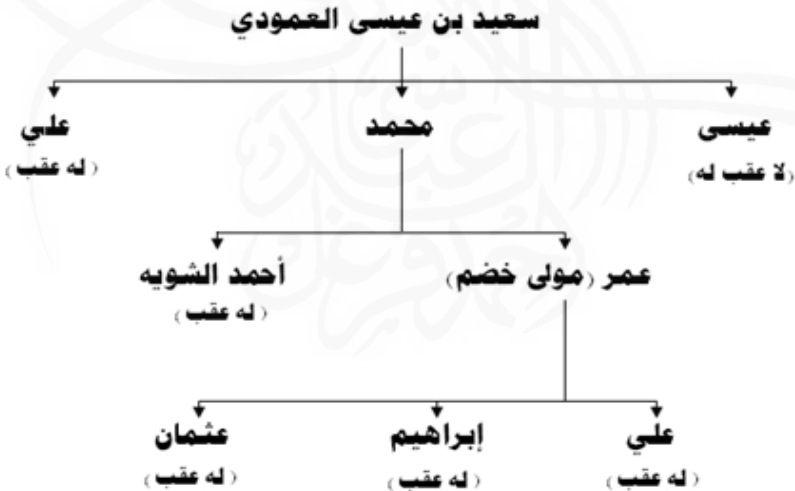 سعيد بن عيسى العمودي
عيسى محمد علي
(لا عقب له) (له عقب)
عمر (مولى خضم) أحمد الشويه
(له عقب)
علي إبراهيم عثمان
(له عقب) (له عقب) (له عقب)